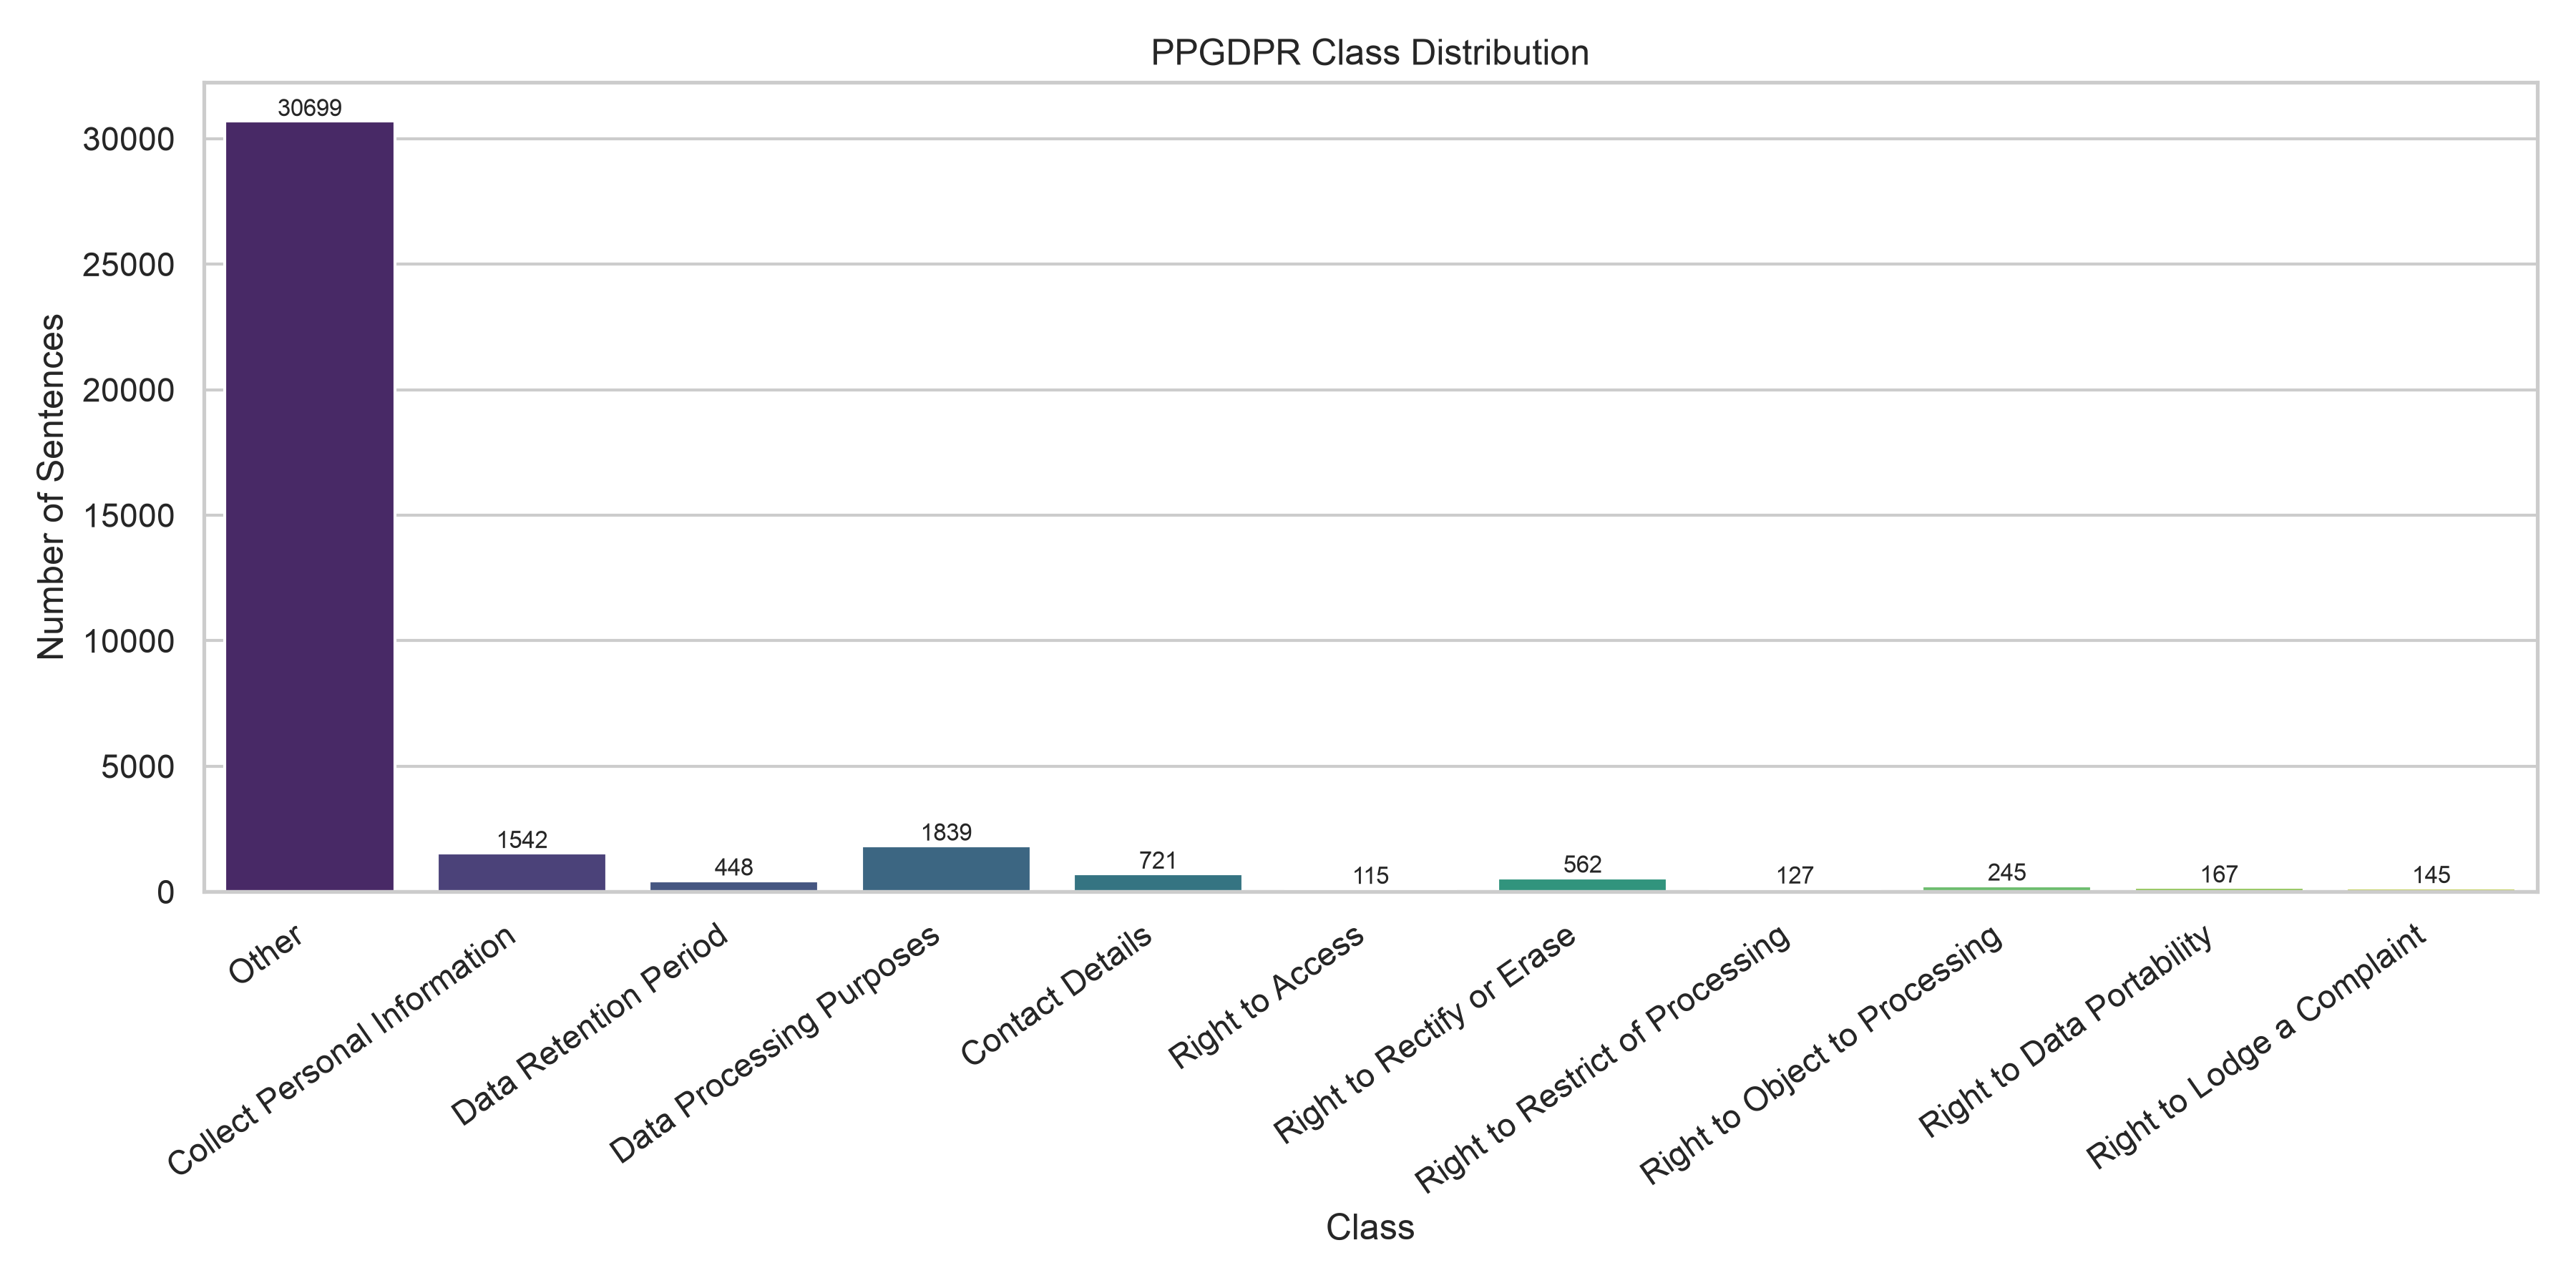 PPGDPR Class Distribution
Number of Sentences
30000
25000
20000
15000
10000
5000
0
30699
1542
448
1839
721
115
562
127
245
167
145
Other
Collect Personal Information
Data Retention Period
Data Processing Purposes
Contact Details
Right to Access
Right to Rectify or Erase
Right to Restrict of Processing
Right to Object to Processing
Right to Data Portability
Right to Lodge a Complaint
Class